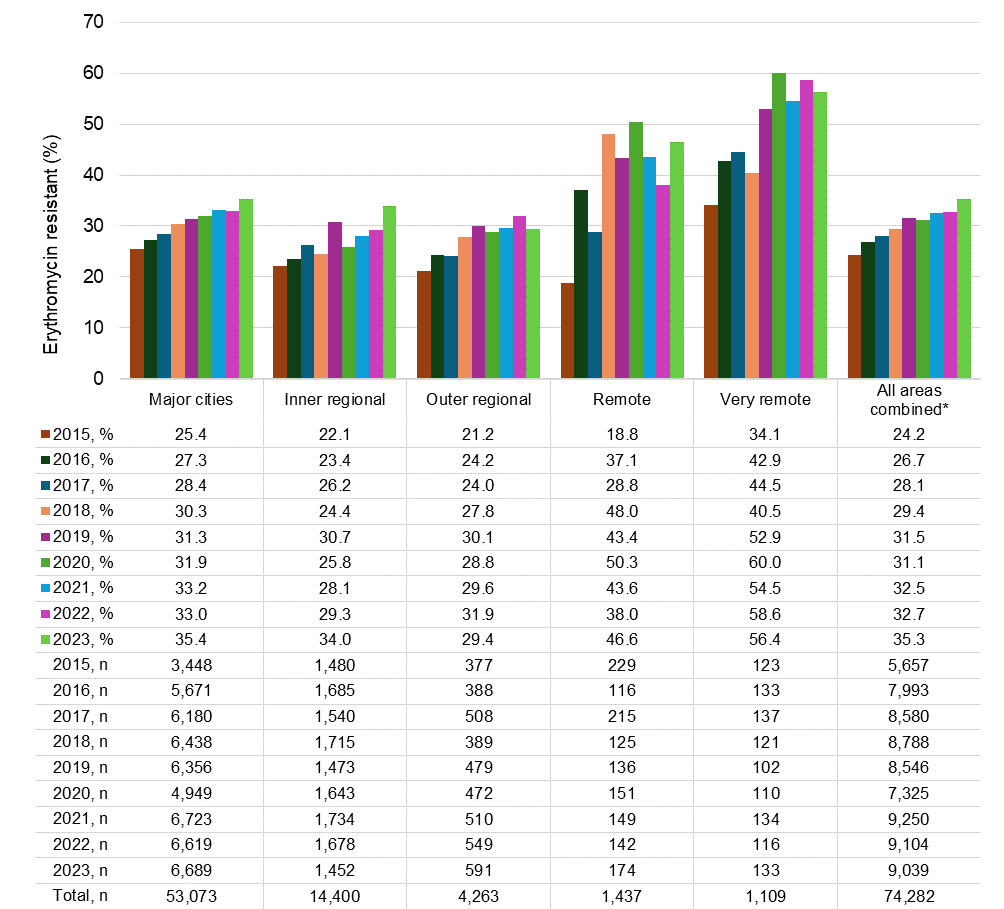 70
60
50
40
30
20
10
0
Erythromycin resistant (%)
Major cities Inner regional Outer regional Remote Very remote All areas
combined*
2015, % 25.4 22.1 21.2 18.8 34.1 24.2
2016, % 27.3 23.4 24.2 37.1 42.9 26.7
2017, % 28.4 26.2 24.0 28.8 44.5 28.1
2018, % 30.3 24.4 27.8 48.0 40.5 29.4
2019, % 31.3 30.7 30.1 43.4 52.9 31.5
2020, % 31.9 25.8 28.8 50.3 60.0 31.1
2021, % 33.2 28.1 29.6 43.6 54.5 32.5
2022, % 33.0 29.3 31.9 38.0 58.6 32.7
2023, % 35.4 34.0 29.4 46.6 56.4 35.3
2015, n 3,448 1,480 377 229 123 5,657
2016, n 5,671 1,685 388 116 133 7,993
2017, n 6,180 1,540 508 215 137 8,580
2018, n 6,438 1,715 389 125 121 8,788
2019, n 6,356 1,473 479 136 102 8,546
2020, n 4,949 1,643 472 151 110 7,325
2021, n 6,723 1,734 510 149 134 9,250
2022, n 6,619 1,678 549 142 116 9,104
2023, n 6,689 1,452 591 174 133 9,039
Total, n 53,073 14,400 4,263 1,437 1,109 74,282